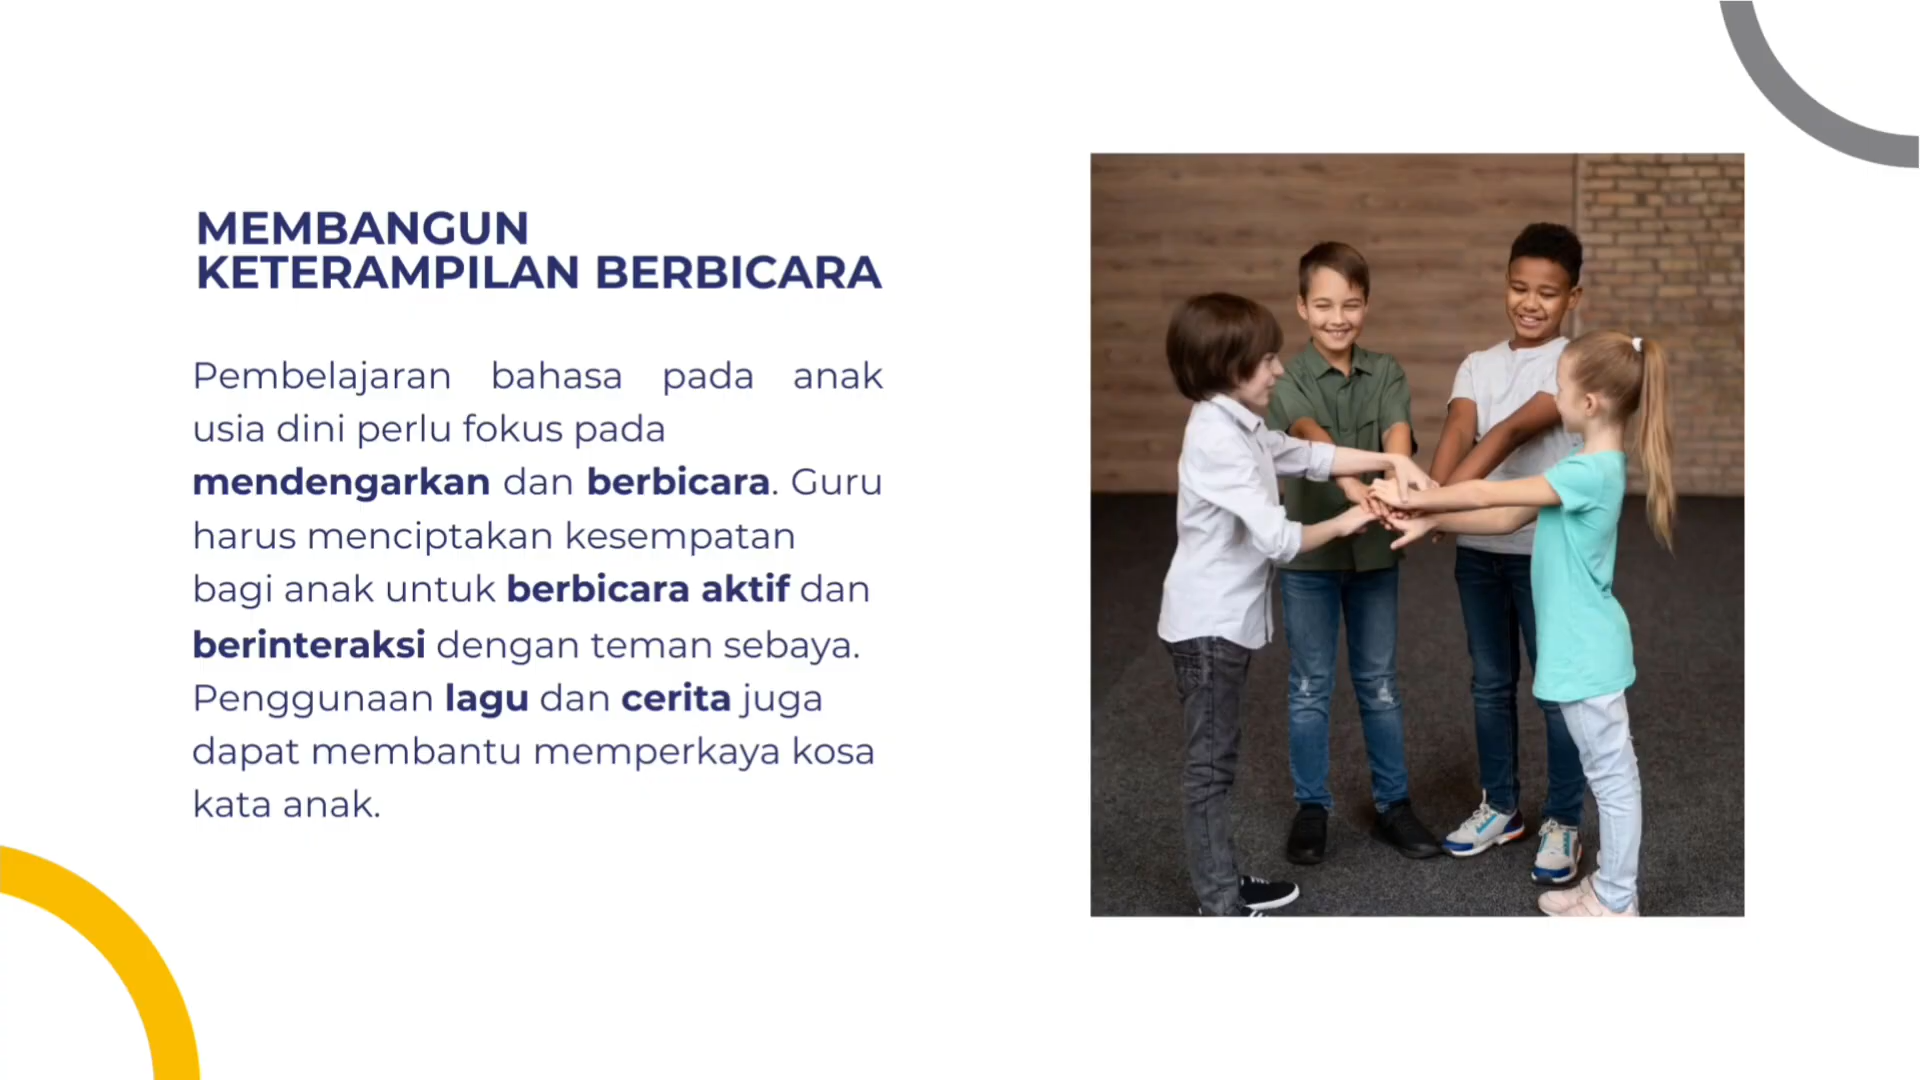 MEMBANGUN
KETERAMPILAN BERBICARA
Pembelajaran bahasa pada anak
usia dini perlu fokus pada
mendengarkan dan berbicara. Guru
harus menciptakan kesempatan
bagi anak untuk berbicara aktif dan
berinteraksi dengan teman sebaya.
Penggunaan lagu dan cerita juga
dapat membantu memperkaya kosa
kata anak.